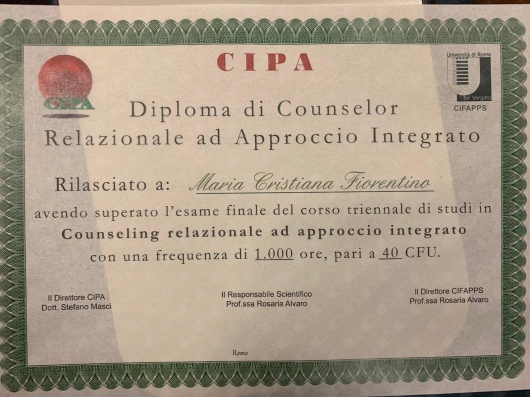 CIPA
CIPA
Università di Roma
Tor Vergata
CIFAPPS
Diploma di Counselor
Relazionale ad Approccio Integrato
Rilasciato a: Maria Cristiana Fiorentino
avendo superato l'esame finale del corso triennale di studi in
Counseling relazionale ad approccio integrato
con una frequenza di 1.000 ore, pari a 40 CFU.
Il Direttore CIPA
Dott. Stefano Masci
Il Responsabile Scientifico
Prof.ssa Rosaria Alvaro
Il Direttore CIFAPPS
Prof.ssa Rosaria Alvaro
Roma